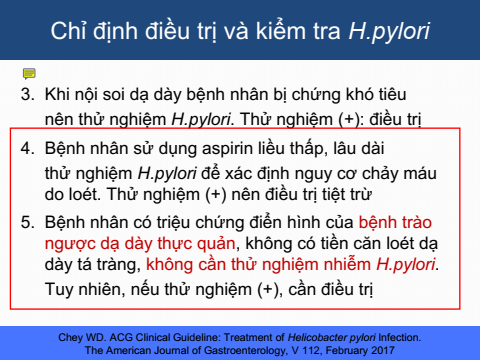 Chỉ định điều trị và kiểm tra H.pylori
3. Khi nội soi dạ dày bệnh nhân bị chứng khó tiêu
nên thử nghiệm H.pylori. Thử nghiệm (+): điều trị
4. Bệnh nhân sử dụng aspirin liều thấp, lâu dài
thử nghiệm H.pylori để xác định nguy cơ chảy máu
do loét. Thử nghiệm (+) nên điều trị tiệt trừ
5. Bệnh nhân có triệu chứng điển hình của bệnh trào
ngược dạ dày thực quản, không có tiền căn loét dạ
dày tá tràng, không cần thử nghiệm nhiễm H.pylori.
Tuy nhiên, nếu thử nghiệm (+), cần điều trị
Chey WD. ACG Clinical Guideline: Treatment of Helicobacter pylori Infection.
The American Journal of Gastroenterology, V 112, February 2017